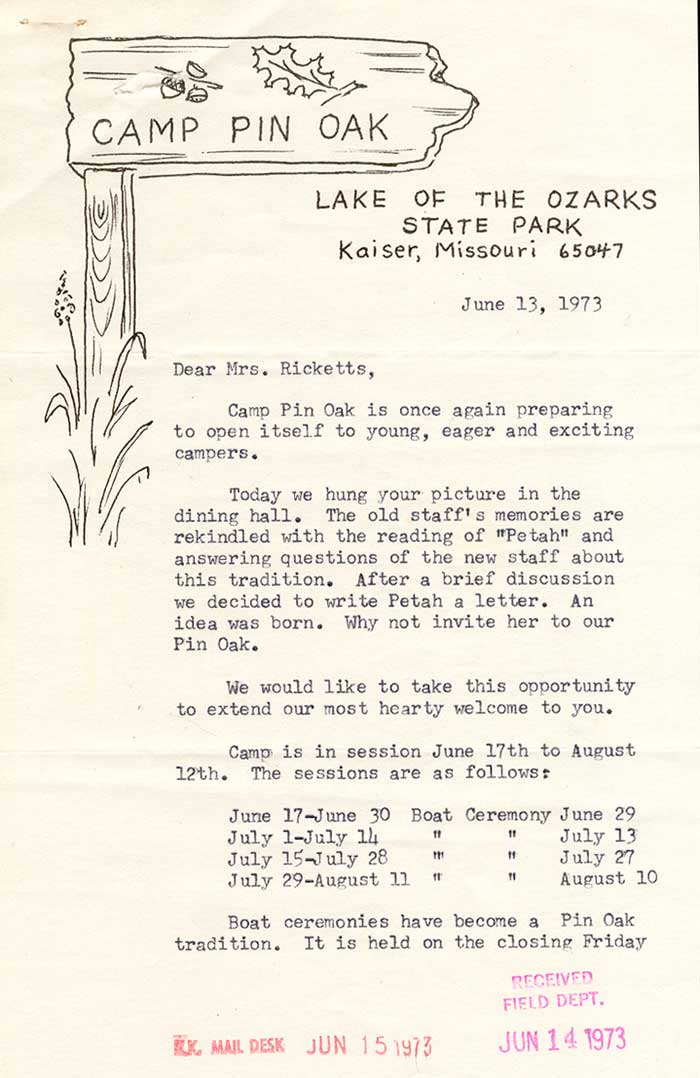 CAMP PIN OAK
LAKE OF THE OZARKS
STATE PARK
Kaiser, Missouri 65047
June 13, 1973
Dear Mrs. Ricketts,
Camp Pin Oak is once again preparing
to open itself to young, eager and exciting
campers.
Today we hung your picture in the
dining hall. The old staff's memories are
rekindled with the reading of "Petah" and
answering questions of the new staff about
this tradition. After a brief discussion
we decided to write Petah a letter. An
idea was born. Why not invite her to our
Pin Oak.
We would like to take this opportunity
to extend our most hearty welcome to you.
Camp is in session June 17th to August
12th. The sessions are as follows:
June 17-June 30 Boat Ceremony June 29
July 1-July 14 " " July 13
July 15-July 28 " " July 27
July 29-August 11 " " August 10
Boat ceremonies have become a Pin Oak
tradition. It is held on the closing Friday
RECEIVED
FIELD DEPT.
JUN 14 1973
MAIL DESK JUN 15 1973